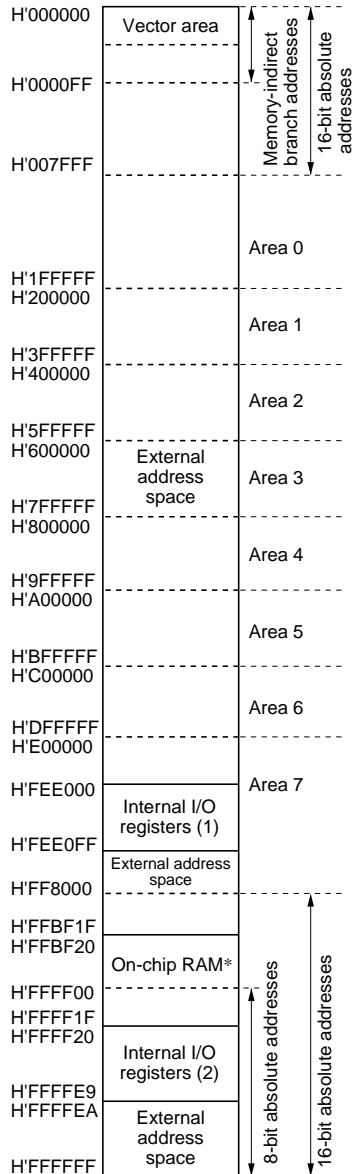 H'000000
Vector area
H'0000FF
Memory-indirect
branch addresses
16-bit absolute
addresses
H'007FFF
Area 0
H'1FFFFF
H'200000
Area 1
H'3FFFFF
H'400000
Area 2
H'5FFFFF
H'600000
External
address
space
Area 3
H'7FFFFF
H'800000
Area 4
H'9FFFFF
H'A00000
Area 5
H'BFFFFF
H'C00000
Area 6
H'DFFFFF
H'E00000
Area 7
H'FEE000
Internal I/O
registers (1)
H'FEE0FF
External address
space
H'FF8000
H'FFBF1F
H'FFBF20
On-chip RAM*
H'FFFF00
H'FFFF1F
H'FFFF20
Internal I/O
registers (2)
8-bit absolute addresses
16-bit absolute addresses
H'FFFFE9
H'FFFFEA
External
address
space
H'FFFFFF